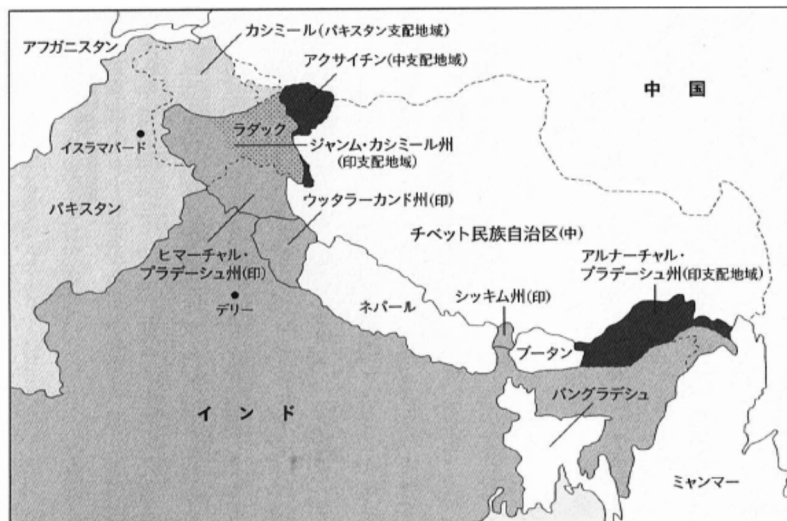 カシミール(パキスタン支配地域)
アフガニスタン
アクサイチン(中支配地域)
中国
ラダック
イスラマバード
ジャンム・カシミール州
(印支配地域)
パキスタン
ウッタラーカンド州(印)
チベット民族自治区(中)
ヒマーチャル・
プラデーシュ州(印)
アルナーチャル・
プラデーシュ州(印支配地域)
シッキム州(印)
ネパール
デリー
ブータン
バングラデシュ
インド
ミャンマー